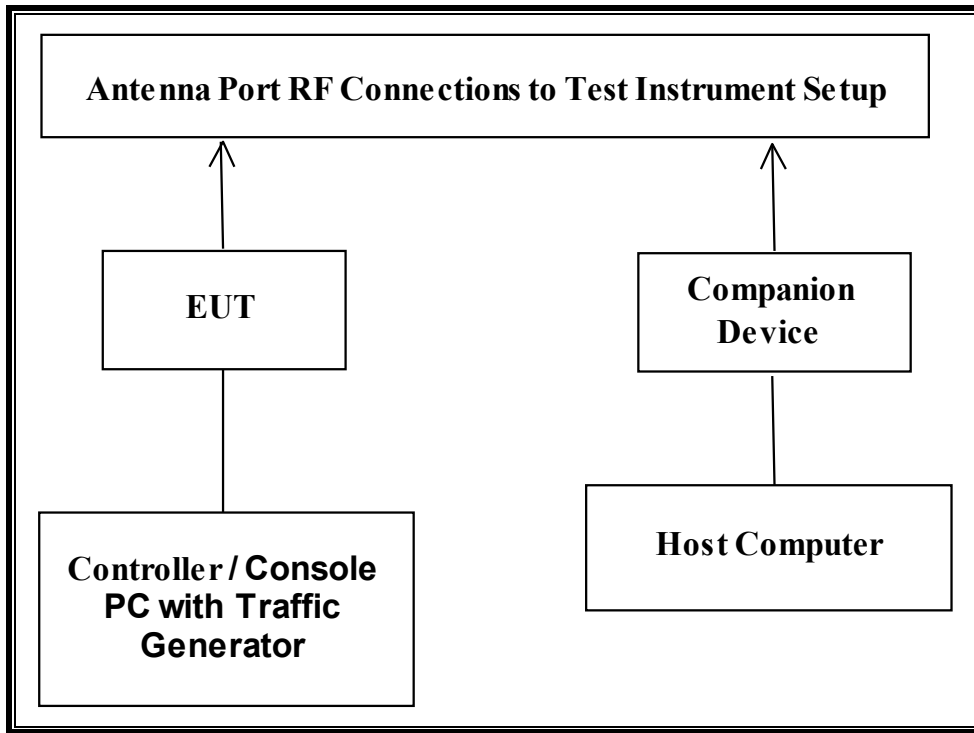 Antenna Port RF Connections to Test Instrument Setup
EUT
Companion
Device
Controller / Console
PC with Traffic
Generator
Host Computer